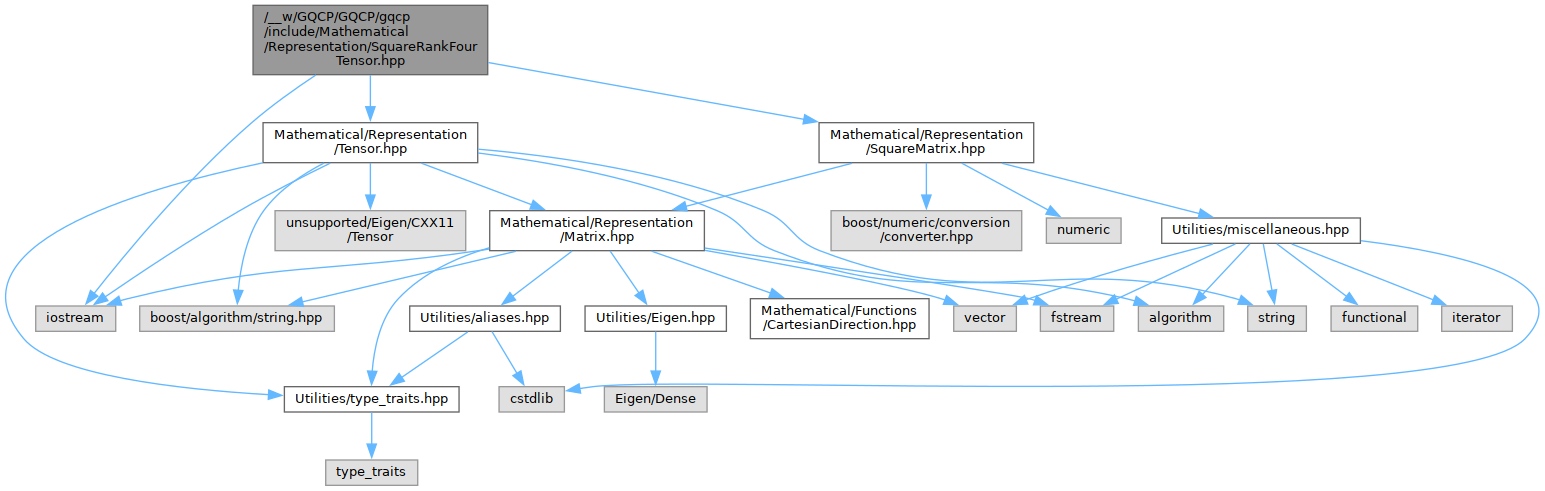 /__w/GQCP/GQCP/gqcp
/include/Mathematical
/Representation/SquareRankFour
Tensor.hpp
Mathematical/Representation
/Tensor.hpp
Mathematical/Representation
/SquareMatrix.hpp
unsupported/Eigen/CXX11
/Tensor
Mathematical/Representation
/Matrix.hpp
boost/numeric/conversion
/converter.hpp
numeric
Utilities/miscellaneous.hpp
iostream
boost/algorithm/string.hpp
Utilities/aliases.hpp
Utilities/Eigen.hpp
Mathematical/Functions
/CartesianDirection.hpp
vector
fstream
algorithm
string
functional
iterator
Utilities/type_traits.hpp
cstdlib
Eigen/Dense
type_traits